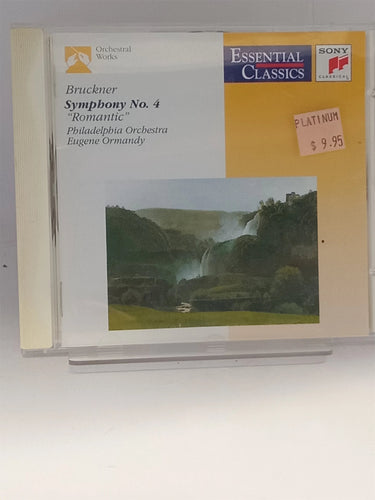 Orchestral
Works
ESSENTIAL
CLASSICS
SONY
CLASSICAL
Bruckner
Symphony No. 4
"Romantic"
Philadelphia Orchestra
Eugene Ormandy
PLATINUM
$ 9.95